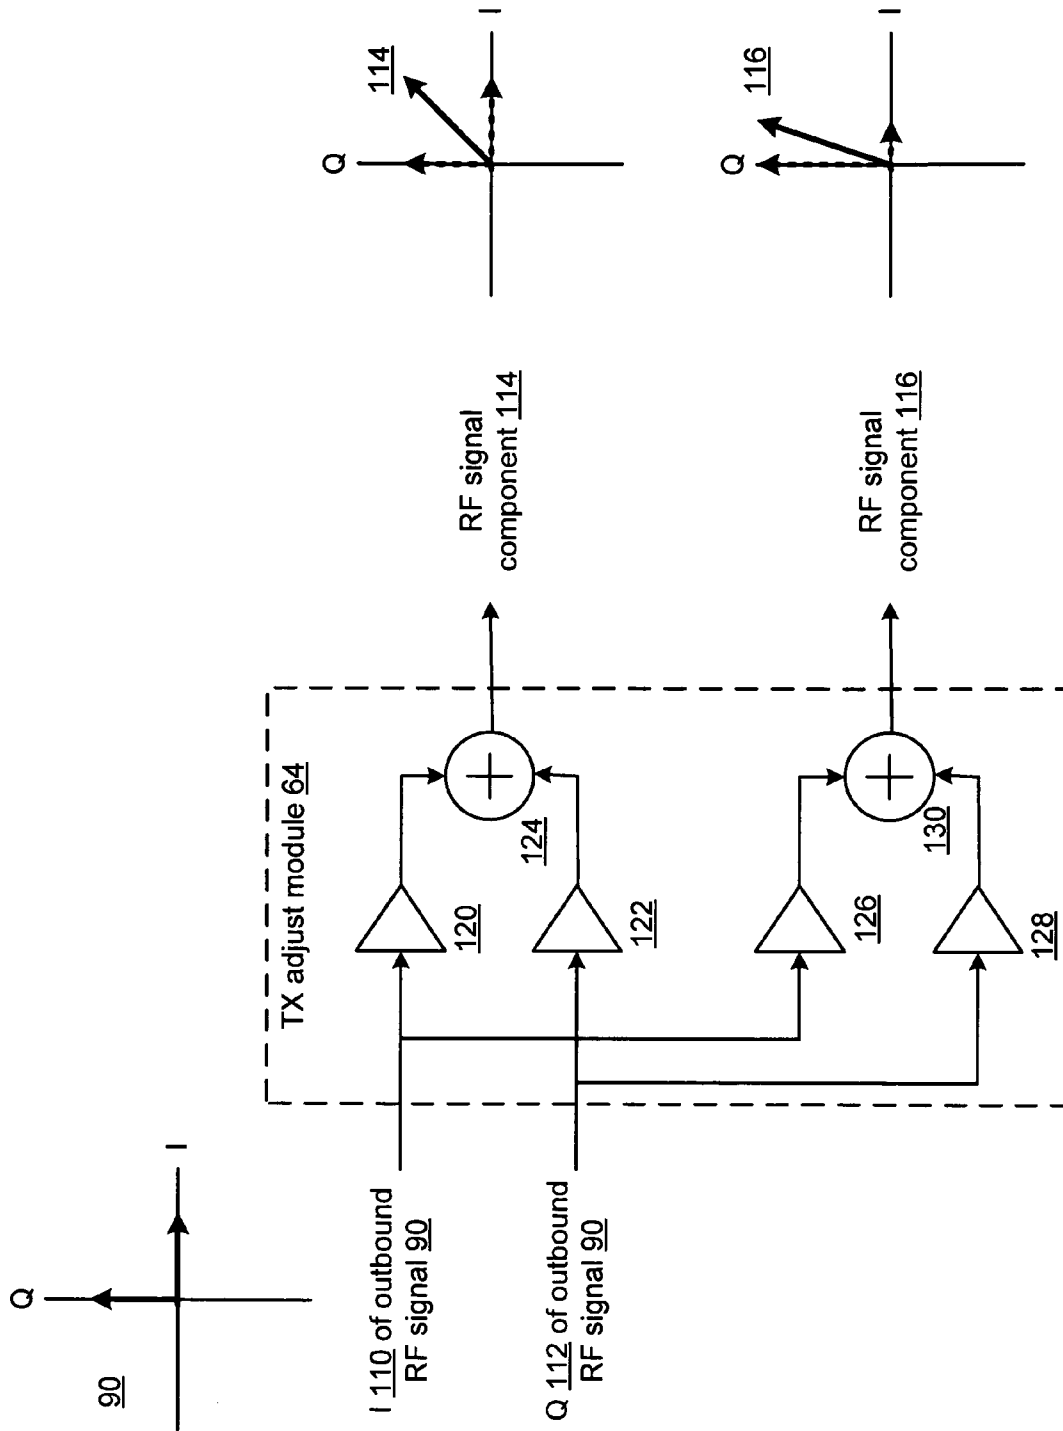 Q
I
90
I 110 of outbound
RF signal 90
Q 112 of outbound
RF signal 90
TX adjust module 64
120
122
124
126
128
130
RF signal
component 114
RF signal
component 116
Q
I
114
Q
I
116